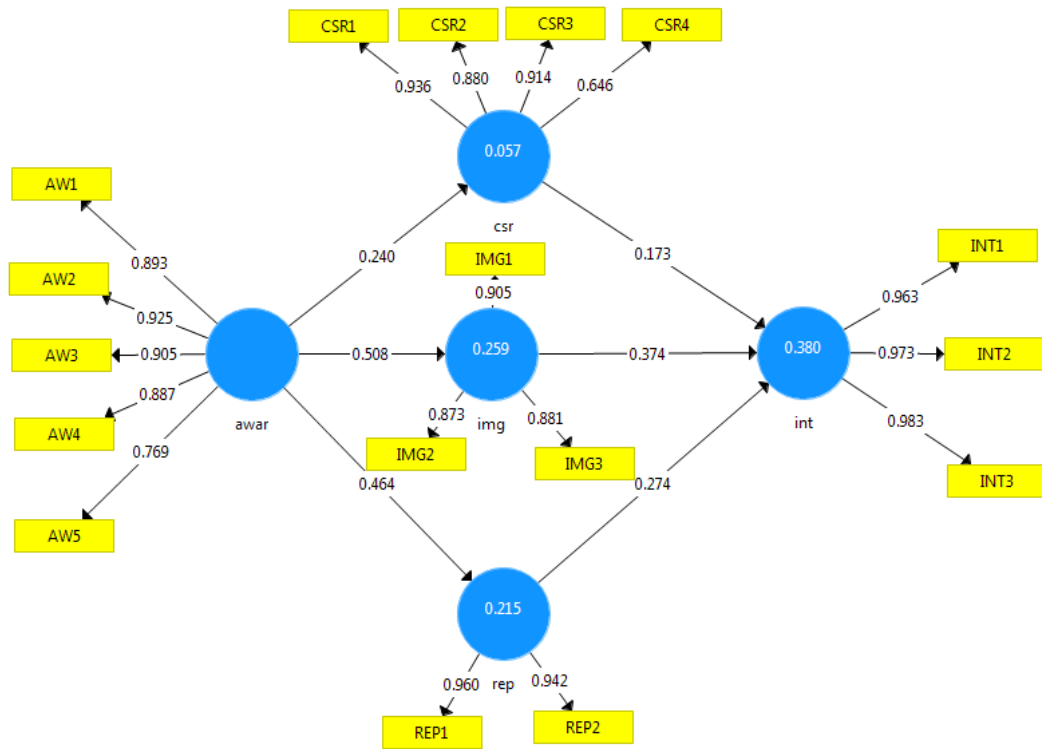 CSR1
CSR2
CSR3
CSR4
0.936
0.880
0.914
0.646
0.057
csr
AW1
AW2
AW3
AW4
AW5
0.893
0.925
0.905
0.887
0.769
awar
0.240
0.508
0.464
IMG1
0.905
0.259
img
0.873
0.881
IMG2
IMG3
0.173
0.374
0.274
0.380
int
INT1
INT2
INT3
0.963
0.973
0.983
0.215
rep
0.960
0.942
REP1
REP2